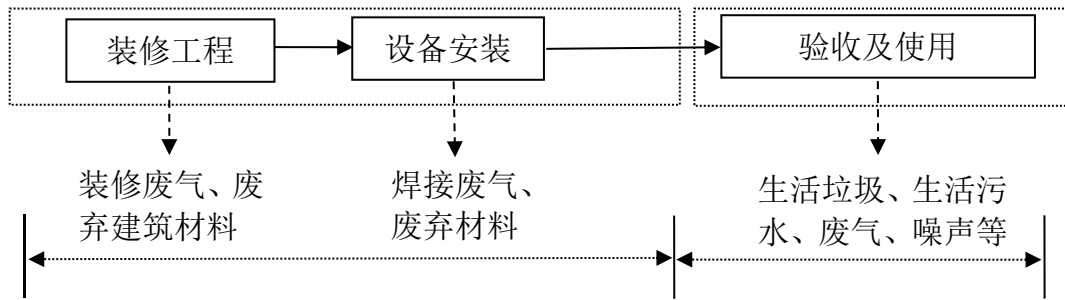 装修工程
设备安装
验收及使用
装修废气、废
弃建筑材料
焊接废气、
废弃材料
生活垃圾、生活污
水、废气、噪声等